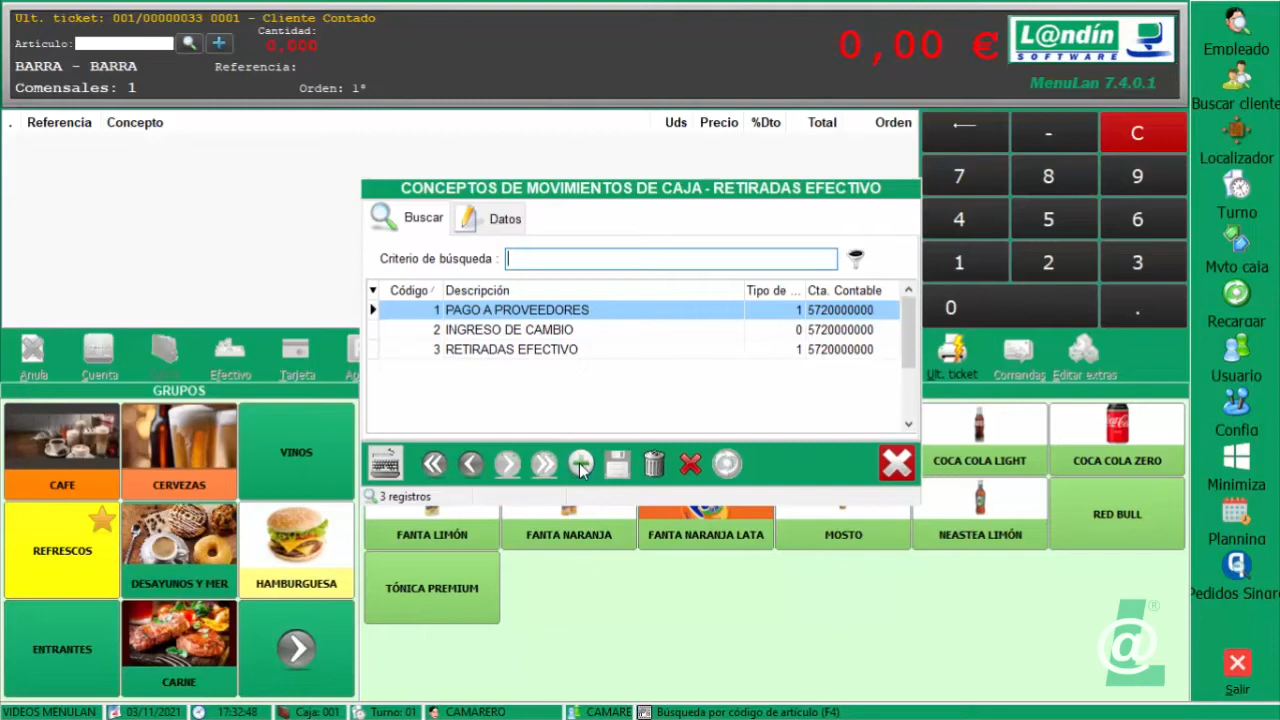 Ult. ticket: 001/00000033 0001 - Cliente Contado
Artículo:
Cantidad:
0,000
BARRA - BARRA
Referencia:
Comensales: 1
Orden: 1ª
0,00 €
L@ndín
SOFTWARE
MenuLan 7.4.0.1
Empleado
Buscar cliente
Localizador
Turno
Mvto caja
Recargar
Usuario
Config
Minimiza
Planning
Pedidos Sinar
Salir
. Referencia Concepto Uds Precio %Dto Total Orden
← - C
7 8 9
4 5 6
1 2 3
0 .
CONCEPTOS DE MOVIMIENTOS DE CAJA - RETIRADAS EFECTIVO
Buscar Datos
Criterio de búsqueda :
Código Descripción Tipo de ... Cta. Contable
1 PAGO A PROVEEDORES 1 5720000000
2 INGRESO DE CAMBIO 0 5720000000
3 RETIRADAS EFECTIVO 1 5720000000
3 registros
Anula Cuenta Efectivo Tarjeta
Ult. ticket Comandas Editar extras
GRUPOS
CAFE
CERVEZAS
VINOS
REFRESCOS
DESAYUNOS Y MER
HAMBURGUESA
ENTRANTES
CARNE
COCA COLA LIGHT
COCA COLA ZERO
FANTA LIMÓN
FANTA NARANJA
FANTA NARANJA LATA
MOSTO
NEASTEA LIMÓN
RED BULL
TÓNICA PREMIUM
VIDEOS MENULAN 03/11/2021 17:32:48 Caja: 001 Turno: 01 CAMARERO CAMARE Búsqueda por código de artículo (F4)